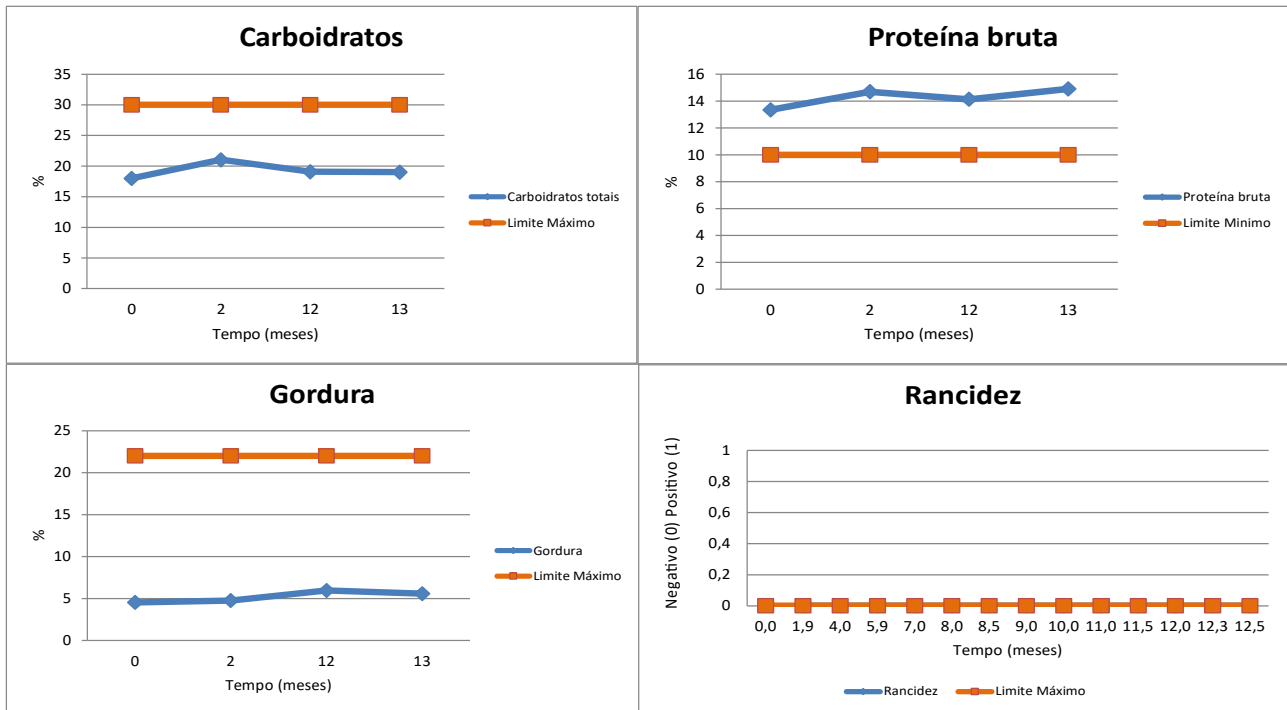 Carboidratos
35
30
25
20
15
10
5
0
%
0 2 12 13
Tempo (meses)
Carboidratos totais
Limite Máximo
Proteína bruta
16
14
12
10
8
6
4
2
0
%
0 2 12 13
Tempo (meses)
Proteína bruta
Limite Minimo
Gordura
25
20
15
10
5
0
%
0 2 12 13
Tempo (meses)
Gordura
Limite Máximo
Rancidez
Negativo (0) Positivo (1)
1
0,8
0,6
0,4
0,2
0
0,0 1,9 4,0 5,9 7,0 8,0 8,5 9,0 10,0 11,0 11,5 12,0 12,3 12,5
Tempo (meses)
Rancidez Limite Máximo